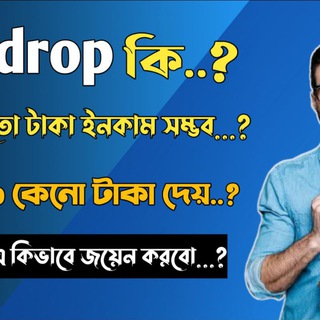 drop কি..?
তো টাকা ইনকাম সম্ভব...?
কেনো টাকা দেয়..?
কিভাবে জয়েন করবো...?